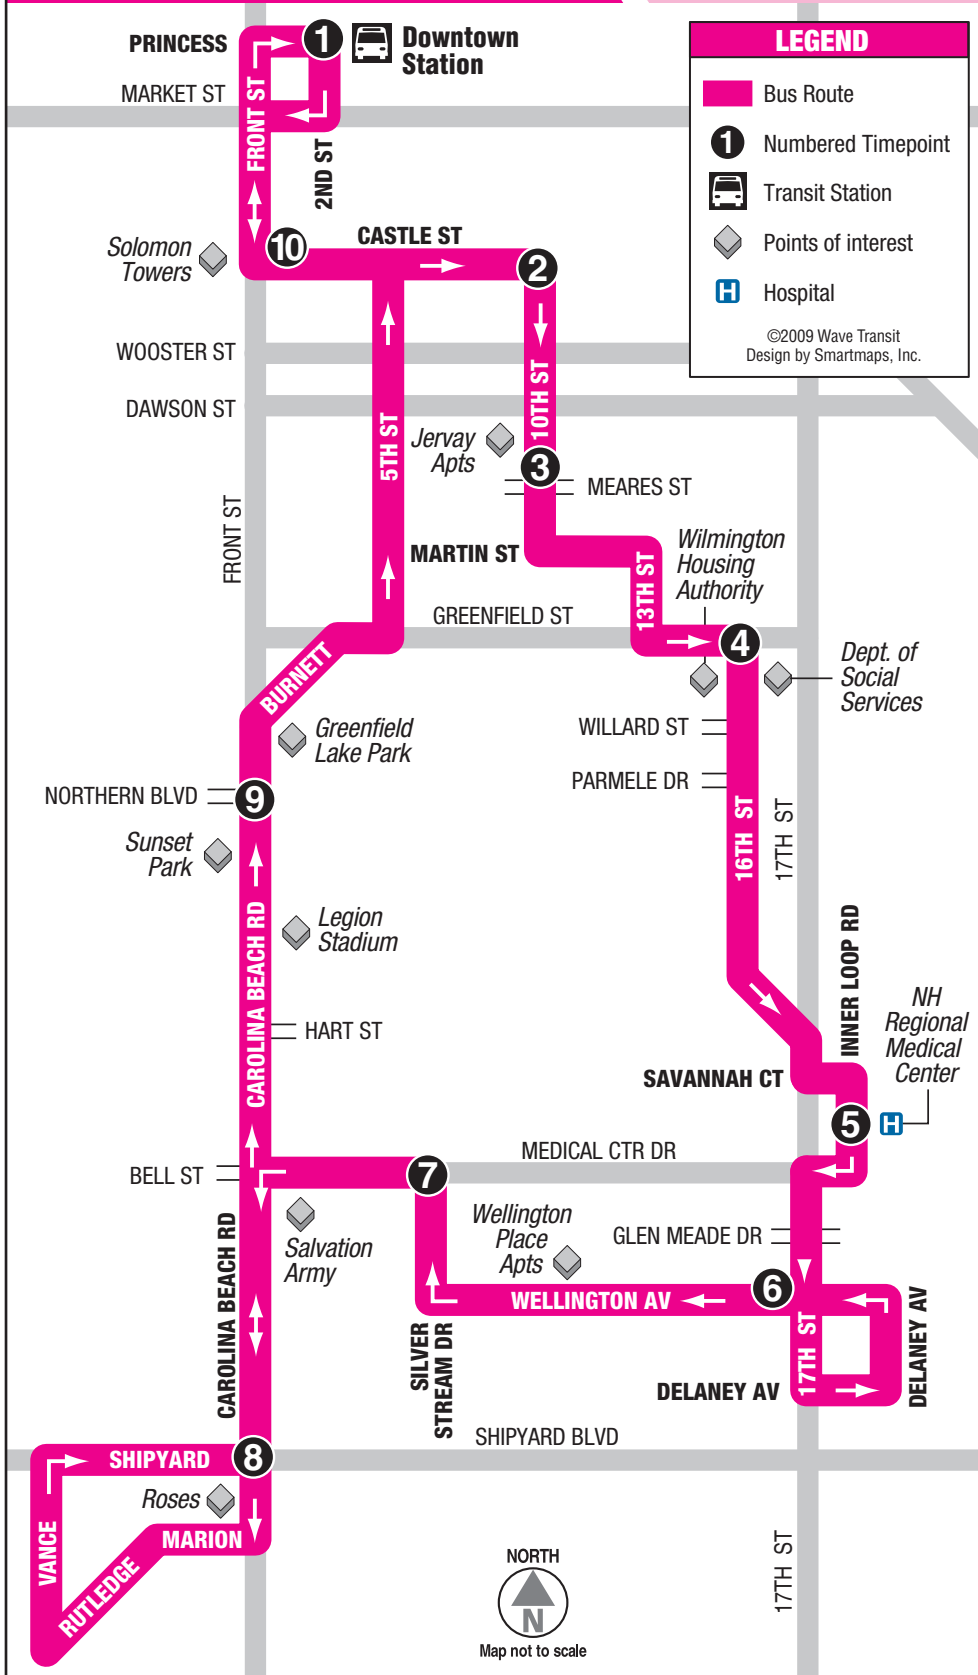 PRINCESS
1
Downtown
Station
MARKET ST
FRONT ST
2ND ST
LEGEND
Bus Route
1
Numbered Timepoint
Transit Station
Points of interest
H
Hospital
©2009 Wave Transit
Design by Smartmaps, Inc.
Solomon
Towers
10
CASTLE ST
2
WOOSTER ST
DAWSON ST
10TH ST
5TH ST
Jervay
Apts
3
MEARES ST
FRONT ST
MARTIN ST
13TH ST
Wilmington
Housing
Authority
GREENFIELD ST
4
Dept. of
Social
Services
BURNETT
Greenfield
Lake Park
WILLARD ST
PARMELE DR
NORTHERN BLVD
9
16TH ST
17TH ST
Sunset
Park
Legion
Stadium
CAROLINA BEACH RD
HART ST
INNER LOOP RD
NH
Regional
Medical
Center
SAVANNAH CT
5
H
MEDICAL CTR DR
BELL ST
7
Salvation
Army
Wellington
Place
Apts
GLEN MEADE DR
6
WELLINGTON AV
CAROLINA BEACH RD
SILVER
STREAM DR
17TH ST
DELANEY AV
DELANEY AV
SHIPYARD BLVD
SHIPYARD
8
Roses
MARION
VANCE
RUTLEDGE
17TH ST
NORTH
N
Map not to scale